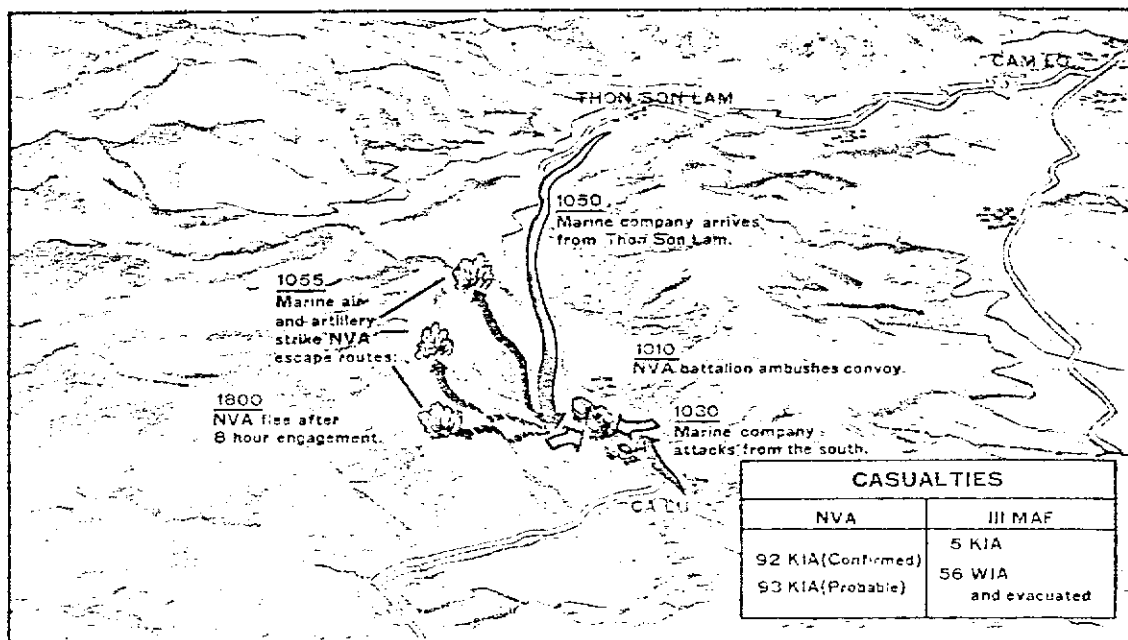 CAM LO
THON SON LAM
1050
Marine company arrives
from Thon Son Lam.
1055
Marine air
and artillery
strike NVA
escape routes.
1010
NVA battalion ambushes convoy.
1800
NVA flee after
8 hour engagement.
1030
Marine company
attacks from the south.
CA LU
CASUALTIES
NVA
III MAF
92 KIA(Confirmed)
93 KIA(Probable)
5 KIA
56 WIA
and evacuated